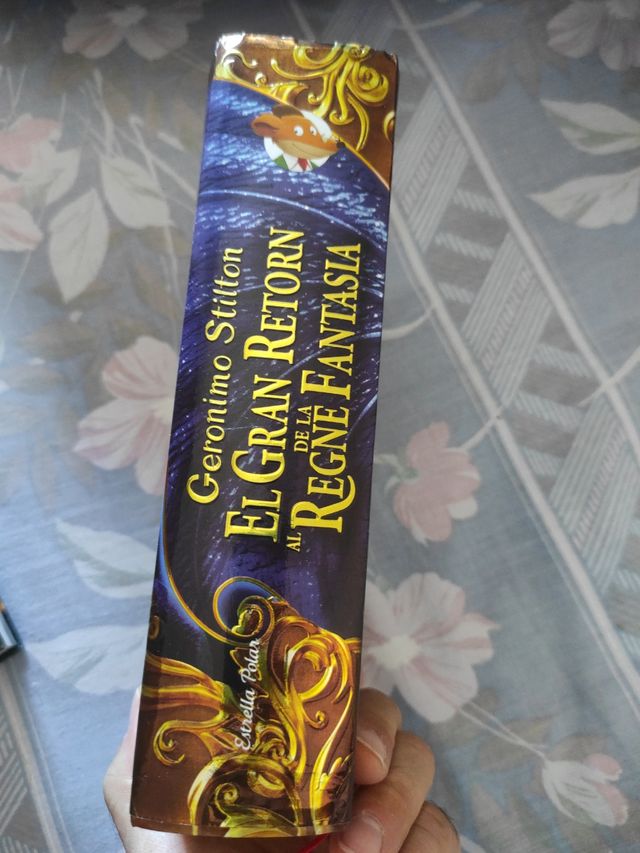 Geronimo Stilton
EL GRAN RETORN
AL REGNE DE LA FANTASIA
Estrella Polar